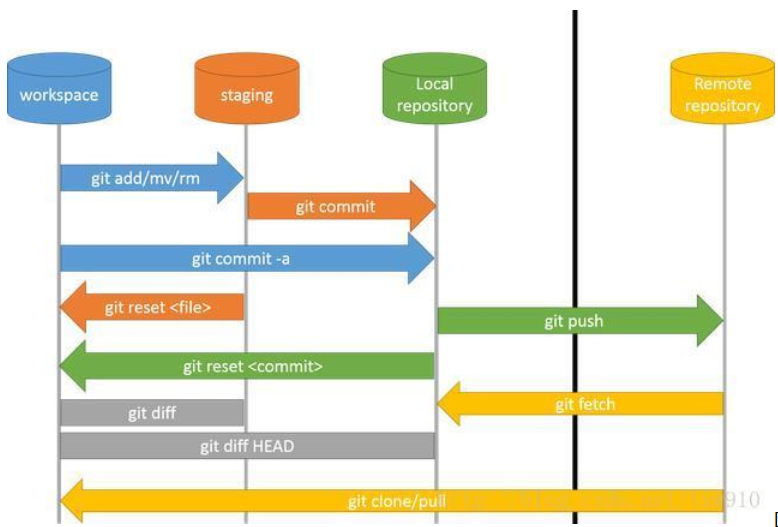 workspace
staging
Local
repository
Remote
repository
git add/mv/rm
git commit
git commit -a
git reset <file>
git push
git reset <commit>
git diff
git fetch
git diff HEAD
git clone/pull